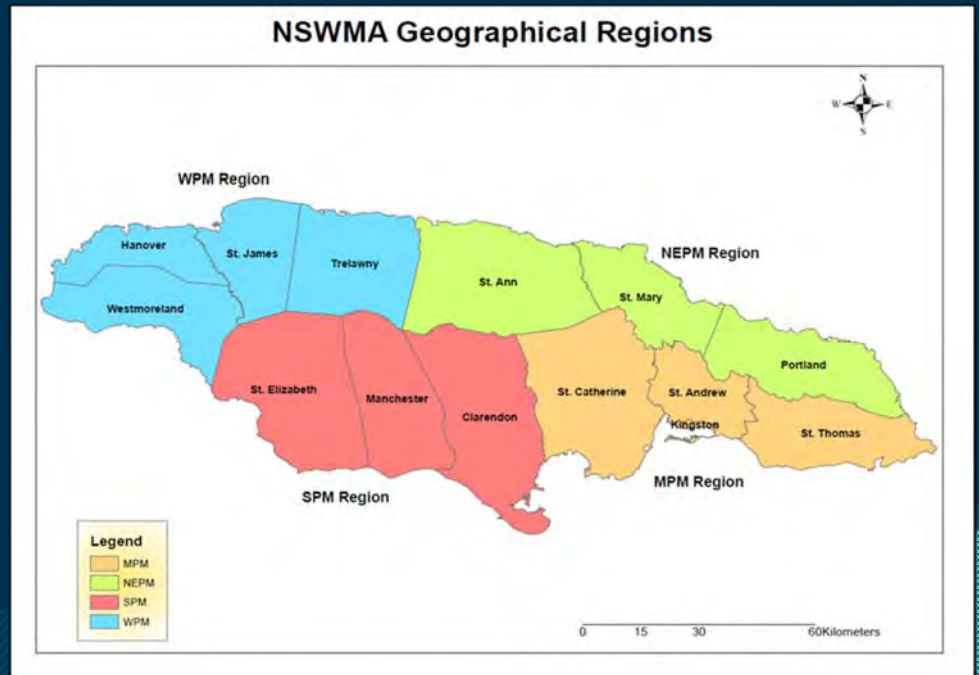 NSWMA Geographical Regions
N
W E
S
WPM Region
Hanover
St. James
Trelawny
Westmoreland
St. Ann
NEPM Region
St. Mary
Portland
St. Elizabeth
Manchester
Clarendon
St. Catherine
St. Andrew
Kingston
St. Thomas
SPM Region
MPM Region
Legend
MPM
NEPM
SPM
WPM
0 15 30 60Kilometers